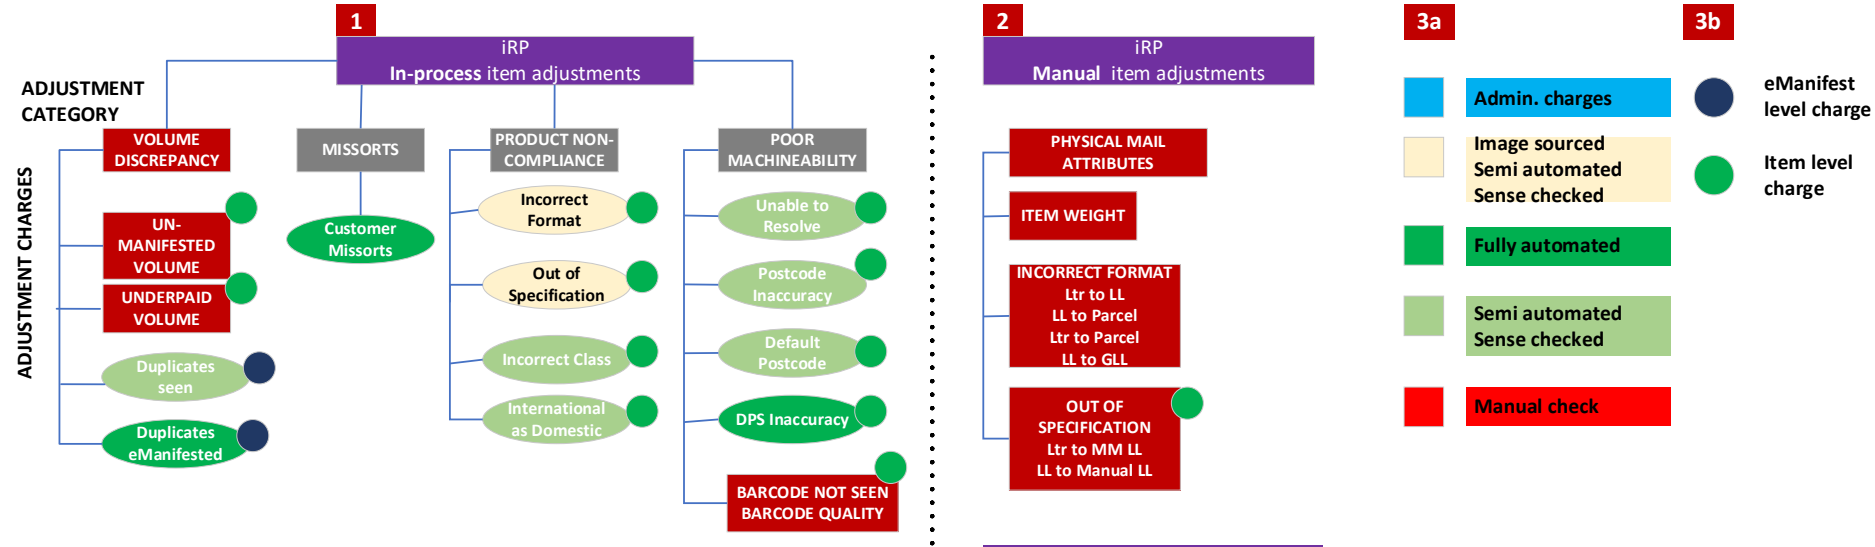 1
iRP
In-process item adjustments
ADJUSTMENT
CATEGORY
ADJUSTMENT CHARGES
VOLUME
DISCREPANCY
UN-
MANIFESTED
VOLUME
UNDERPAID
VOLUME
Duplicates
seen
Duplicates
eManifested
MISSORTS
Customer
Missorts
PRODUCT NON-
COMPLIANCE
Incorrect
Format
Out of
Specification
Incorrect Class
International
as Domestic
POOR
MACHINEABILITY
Unable to
Resolve
Postcode
Inaccuracy
Default
Postcode
DPS Inaccuracy
BARCODE NOT SEEN
BARCODE QUALITY
2
iRP
Manual item adjustments
PHYSICAL MAIL
ATTRIBUTES
ITEM WEIGHT
INCORRECT FORMAT
Ltr to LL
LL to Parcel
Ltr to Parcel
LL to GLL
OUT OF
SPECIFICATION
Ltr to MM LL
LL to Manual LL
3a
Admin. charges
Image sourced
Semi automated
Sense checked
Fully automated
Semi automated
Sense checked
Manual check
3b
eManifest
level charge
Item level
charge